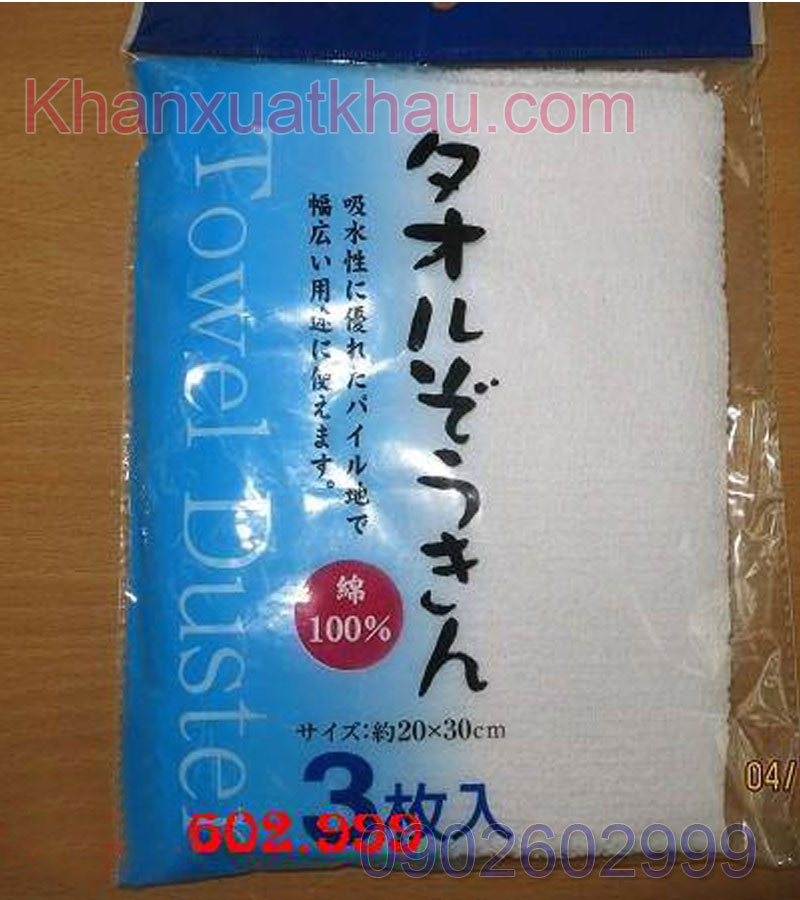 Khanxuatkhau.com
タオルぞうきん
吸水性に優れたパイル地で
幅広い用途に使えます。
Towel Duster
綿
100%
サイズ:約20×30cm
3枚入
602.999
0902602999
04/